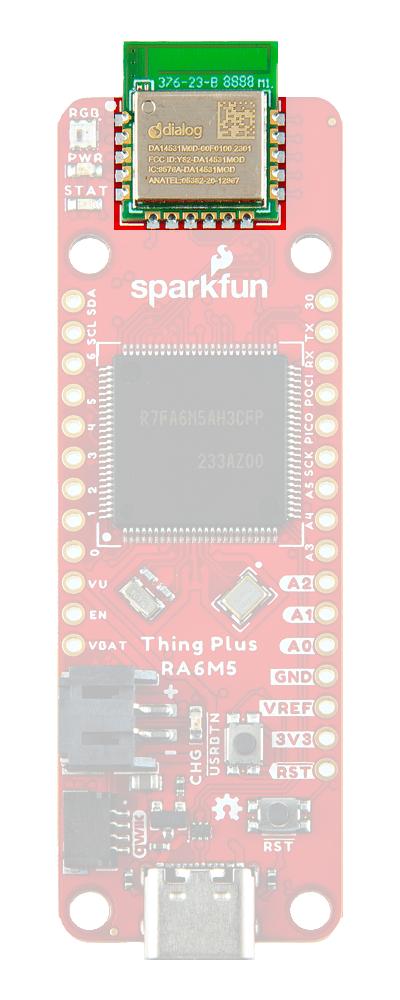 376-23-B 8888 M1.
RGB
dialog
DA14531MOD-00F0100 2301
FCC ID:Y82-DA14531MOD
IC:9576A-DA14531MOD
ANATEL:05382-20-12907
PWR
STAT
sparkfun
SDA
30
SCL
TX
6
RX
5
POCI
4
PICO
3
SCK
2
A5
1
A4
0
A3
R7FA6M5AH3CFP
233AZ00
VU
A2
EN
A1
VBAT
A0
Thing Plus
RA6M5
GND
VREF
+
-
3V3
CHG
USRBTN
RST
QWIIC
RST